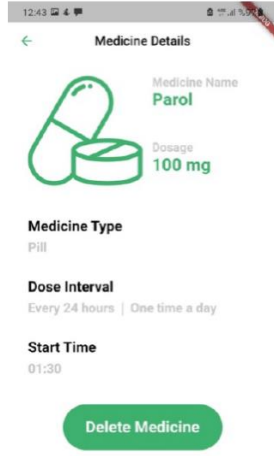 12:43 4
Medicine Details
Medicine Name
Parol
Dosage
100 mg
Medicine Type
Pill
Dose Interval
Every 24 hours | One time a day
Start Time
01:30
Delete Medicine